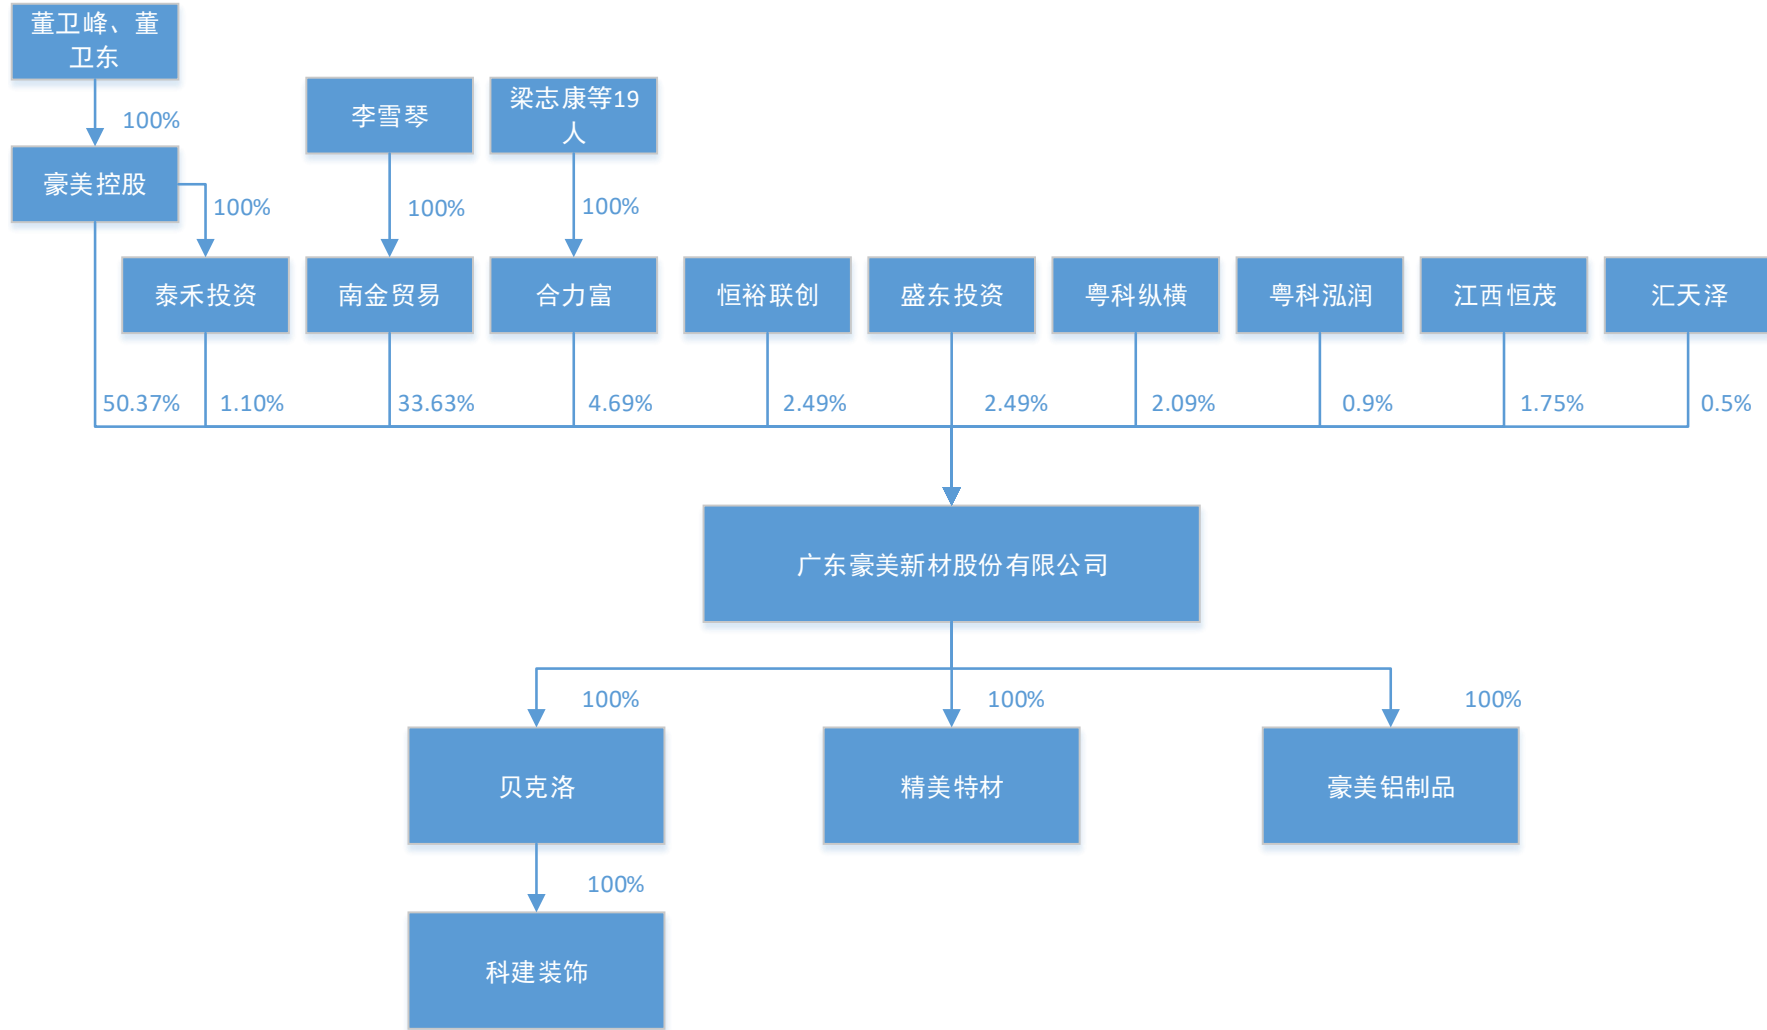 董卫峰、董
卫东
100%
李雪琴
梁志康等19
人
豪美控股
100%
100%
100%
泰禾投资
南金贸易
合力富
恒裕联创
盛东投资
粤科纵横
粤科泓润
江西恒茂
汇天泽
50.37%
1.10%
33.63%
4.69%
2.49%
2.49%
2.09%
0.9%
1.75%
0.5%
广东豪美新材股份有限公司
100%
100%
100%
贝克洛
精美特材
豪美铝制品
100%
科建装饰